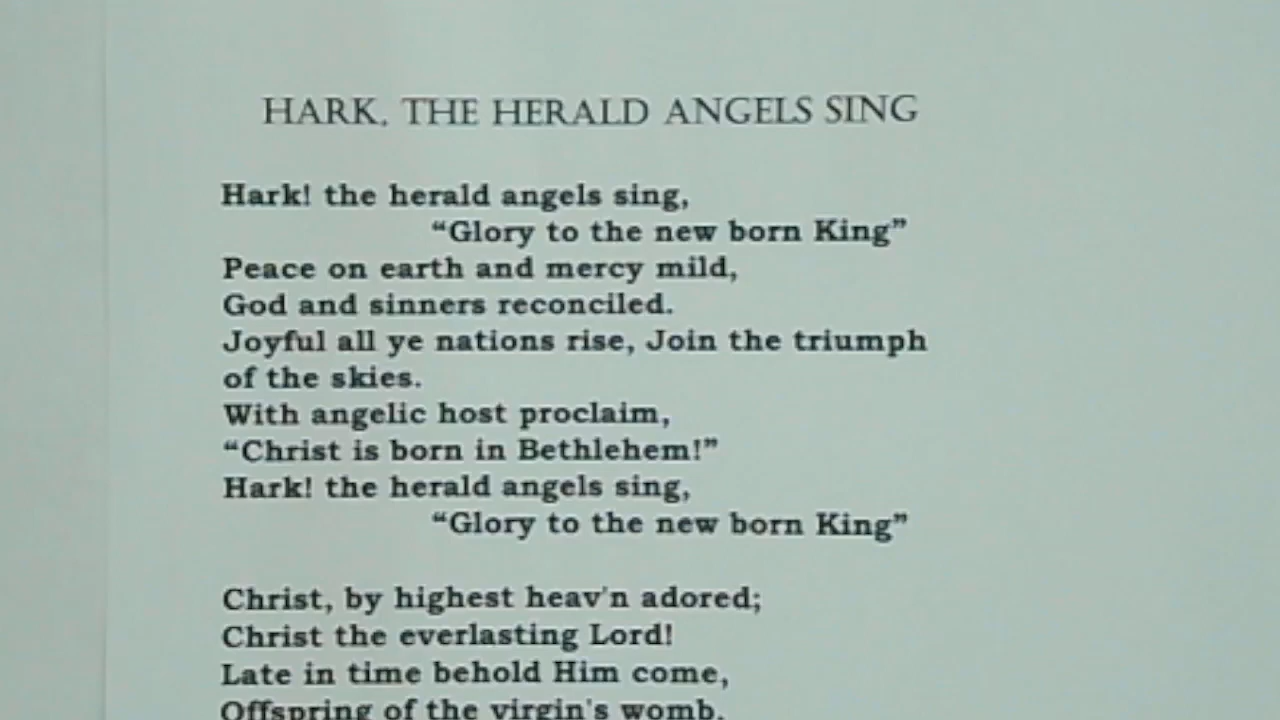 HARK, THE HERALD ANGELS SING
Hark! the herald angels sing,
“Glory to the new born King”
Peace on earth and mercy mild,
God and sinners reconciled.
Joyful all ye nations rise, Join the triumph
of the skies.
With angelic host proclaim,
“Christ is born in Bethlehem!”
Hark! the herald angels sing,
“Glory to the new born King”
Christ, by highest heav'n adored;
Christ the everlasting Lord!
Late in time behold Him come,
Offspring of the virgin's womb.